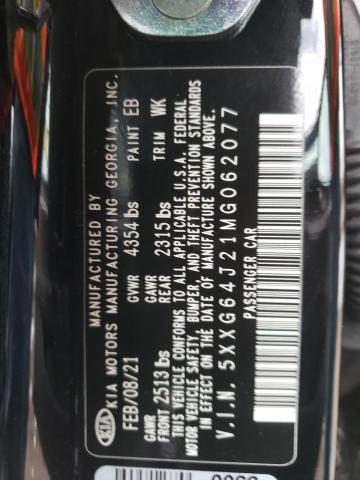 MANUFACTURED BY
KIA KIA MOTORS MANUFACTURING GEORGIA, INC.
FEB/08/21 GVWR 4354 lbs PAINT EB
GAWR FRONT 2513 lbs GAWR REAR 2315 lbs TRIM WK
THIS VEHICLE CONFORMS TO ALL APPLICABLE U.S.A. FEDERAL
MOTOR VEHICLE SAFETY, BUMPER, AND THEFT PREVENTION STANDARDS
IN EFFECT ON THE DATE OF MANUFACTURE SHOWN ABOVE.
V.I.N. 5XXG64J21MG062077
PASSENGER CAR